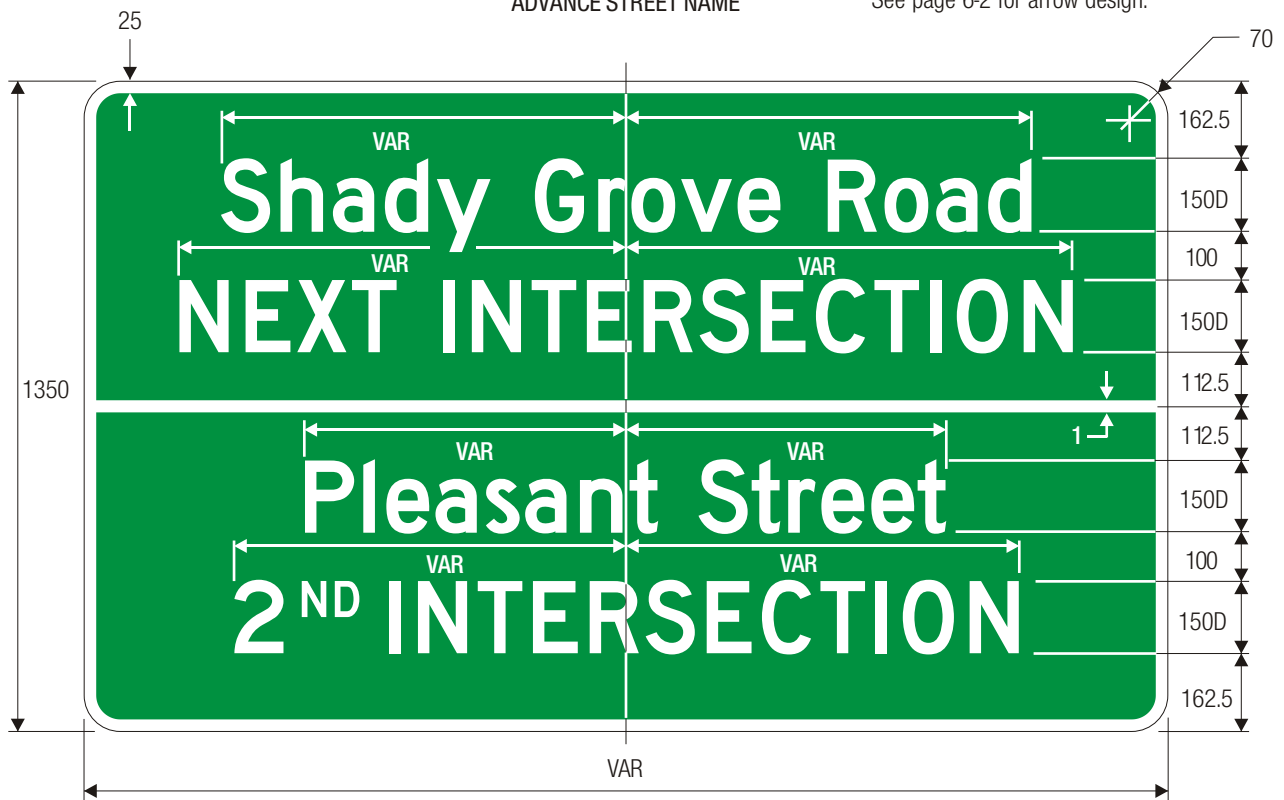 ADVANCE STREET NAME
See page 6-2 for arrow design.
25
70
162.5
VAR VAR
Shady Grove Road
150D
VAR VAR
100
NEXT INTERSECTION
150D
1350
112.5
1
112.5
VAR VAR
Pleasant Street
150D
VAR VAR
100
2ND INTERSECTION
150D
162.5
VAR